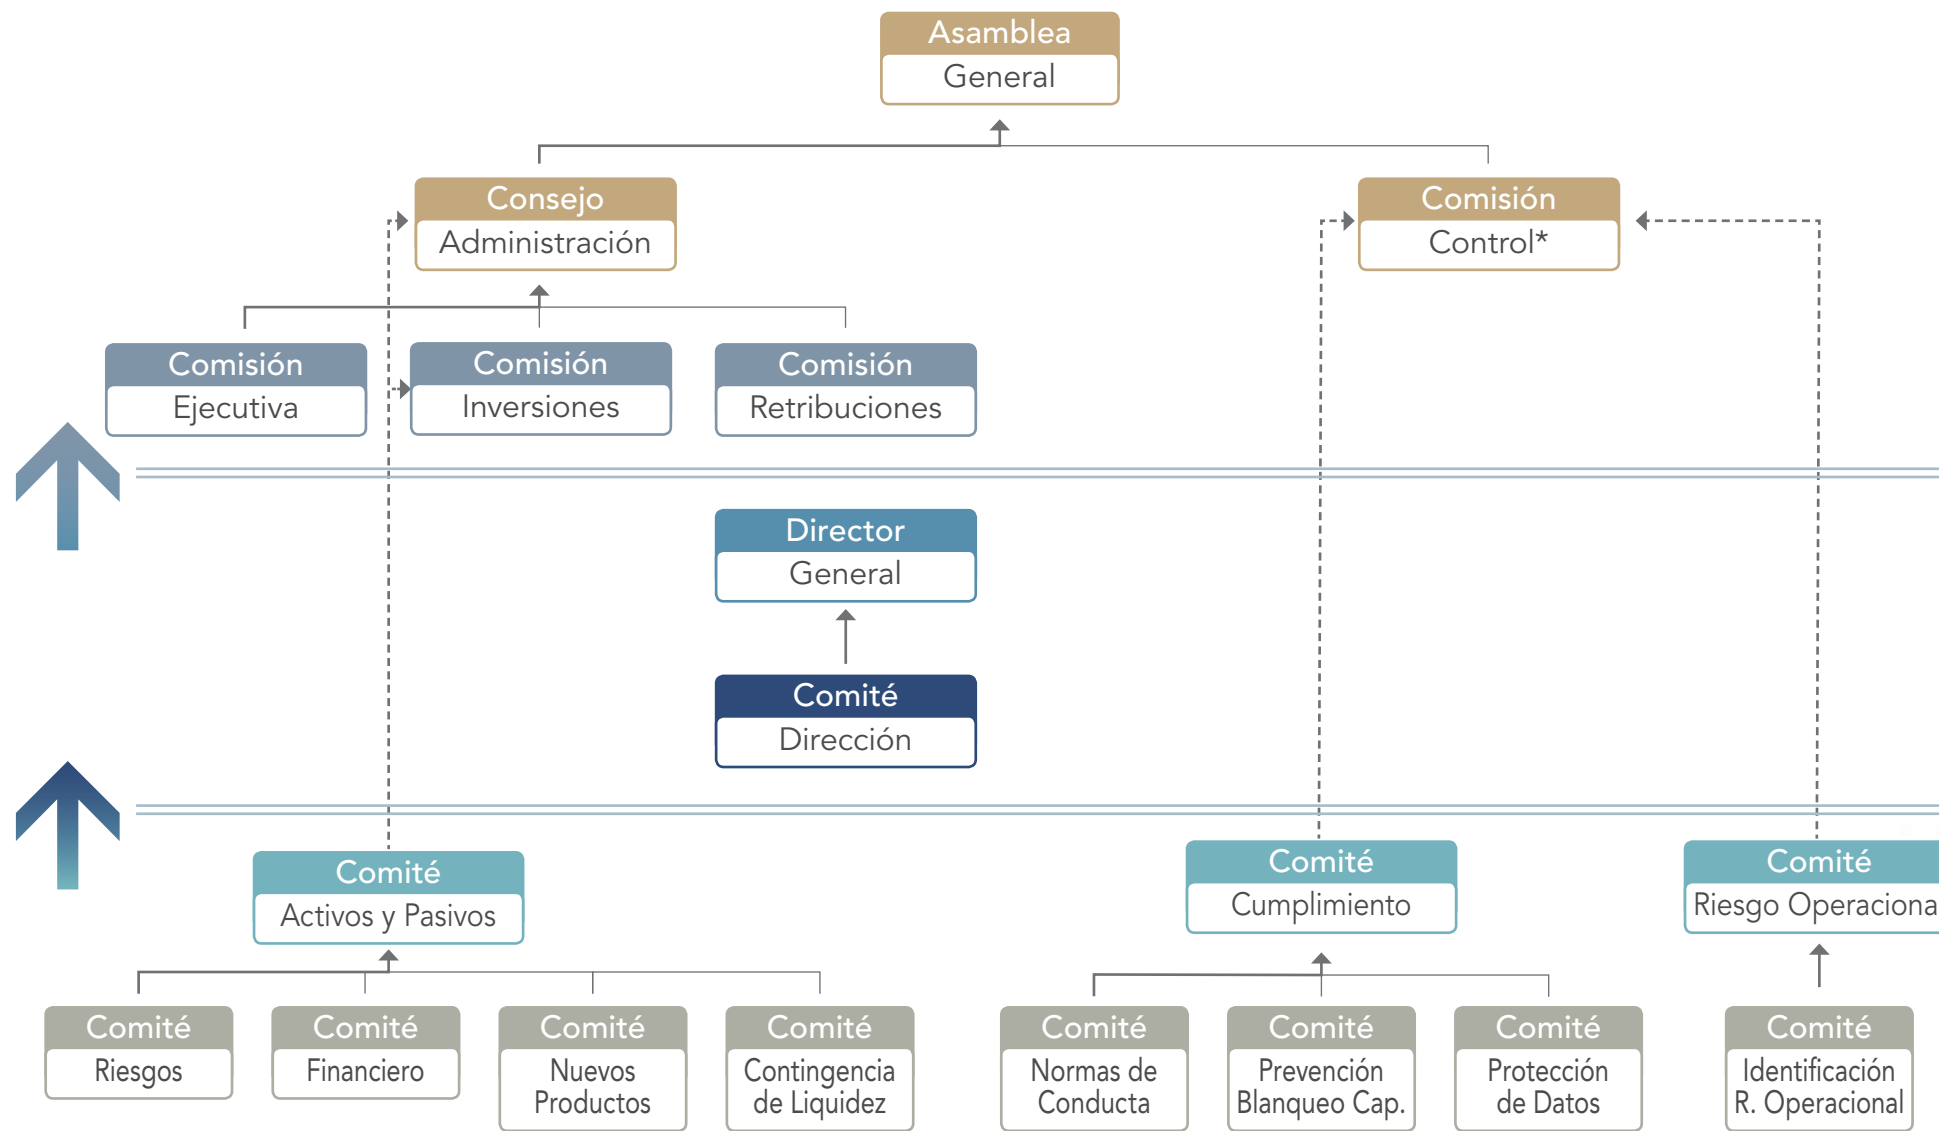 Asamblea
General
Consejo
Administración
Comisión
Control*
Comisión
Ejecutiva
Comisión
Inversiones
Comisión
Retribuciones
Director
General
Comité
Dirección
Comité
Activos y Pasivos
Comité
Cumplimiento
Comité
Riesgo Operacional
Comité
Riesgos
Comité
Financiero
Comité
Nuevos
Productos
Comité
Contingencia
de Liquidez
Comité
Normas de
Conducta
Comité
Prevención
Blanqueo Cap.
Comité
Protección
de Datos
Comité
Identificación
R. Operacional